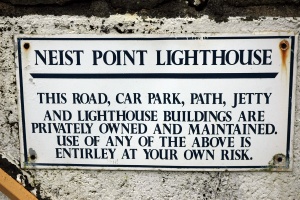 NEIST POINT LIGHTHOUSE
THIS ROAD, CAR PARK, PATH, JETTY
AND LIGHTHOUSE BUILDINGS ARE
PRIVATELY OWNED AND MAINTAINED.
USE OF ANY OF THE ABOVE IS
ENTIRLEY AT YOUR OWN RISK.